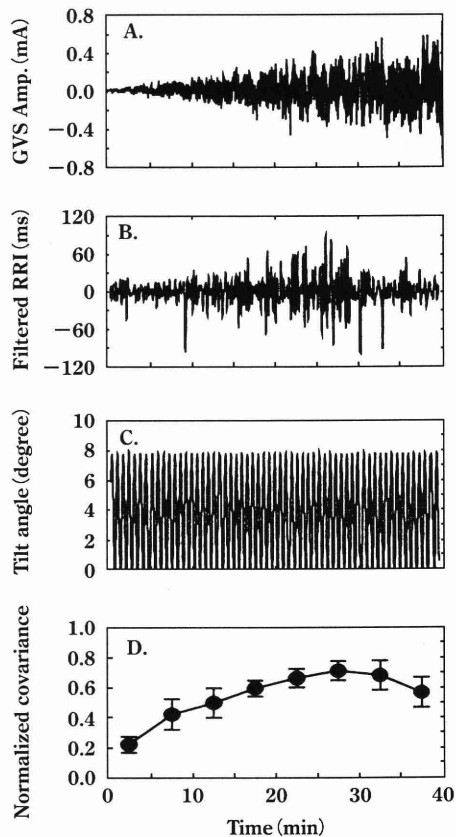 A.
GVS Amp. (mA)
0.8
0.4
0.0
−0.4
−0.8
B.
Filtered RRI (ms)
120
60
0
−60
−120
C.
Tilt angle (degree)
10
8
6
4
2
0
D.
Normalized covariance
1.0
0.8
0.6
0.4
0.2
0.0
0 10 20 30 40
Time (min)